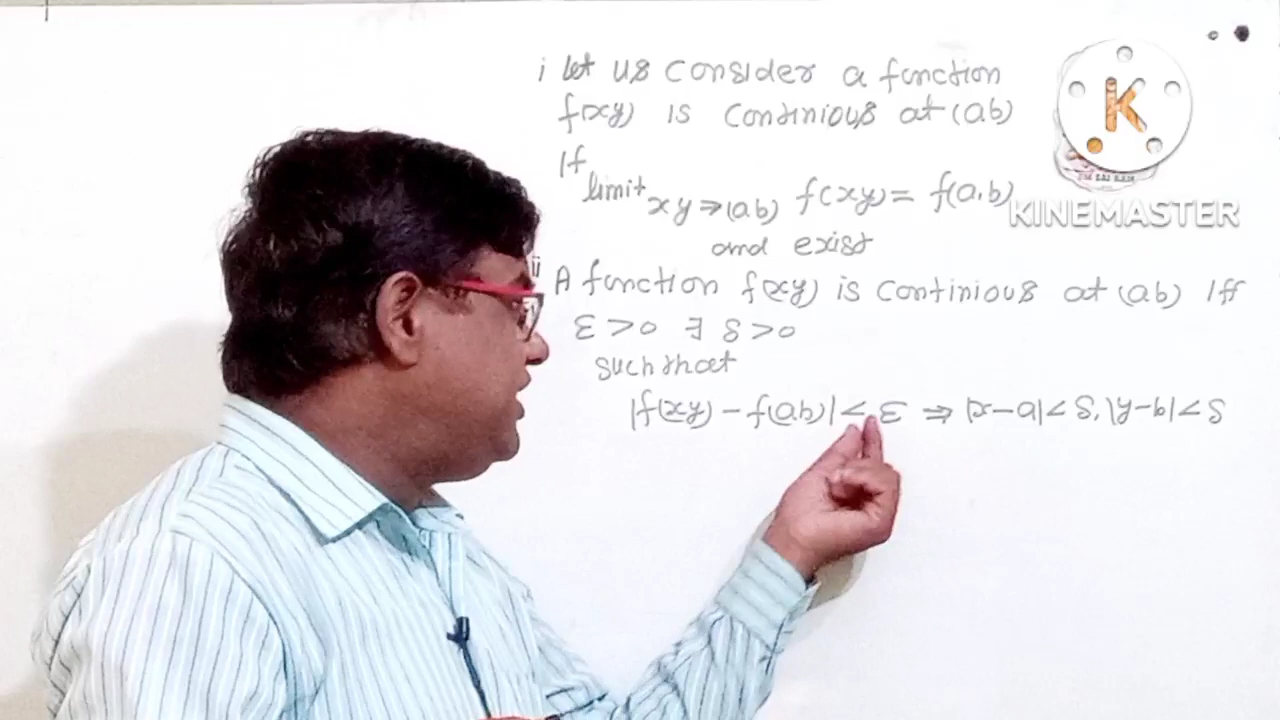 i let us consider a function
f(xy) is continious at (ab)
If
limit xy→(ab) f(xy) = f(a,b)
and exist
ii
A function f(xy) is continious at (ab) Iff
ε > 0 ∃ δ > 0
such that
|f(xy) - f(a,b)| < ε ⇒ |x-a| < δ, |y-b| < δ
K
KINEMASTER